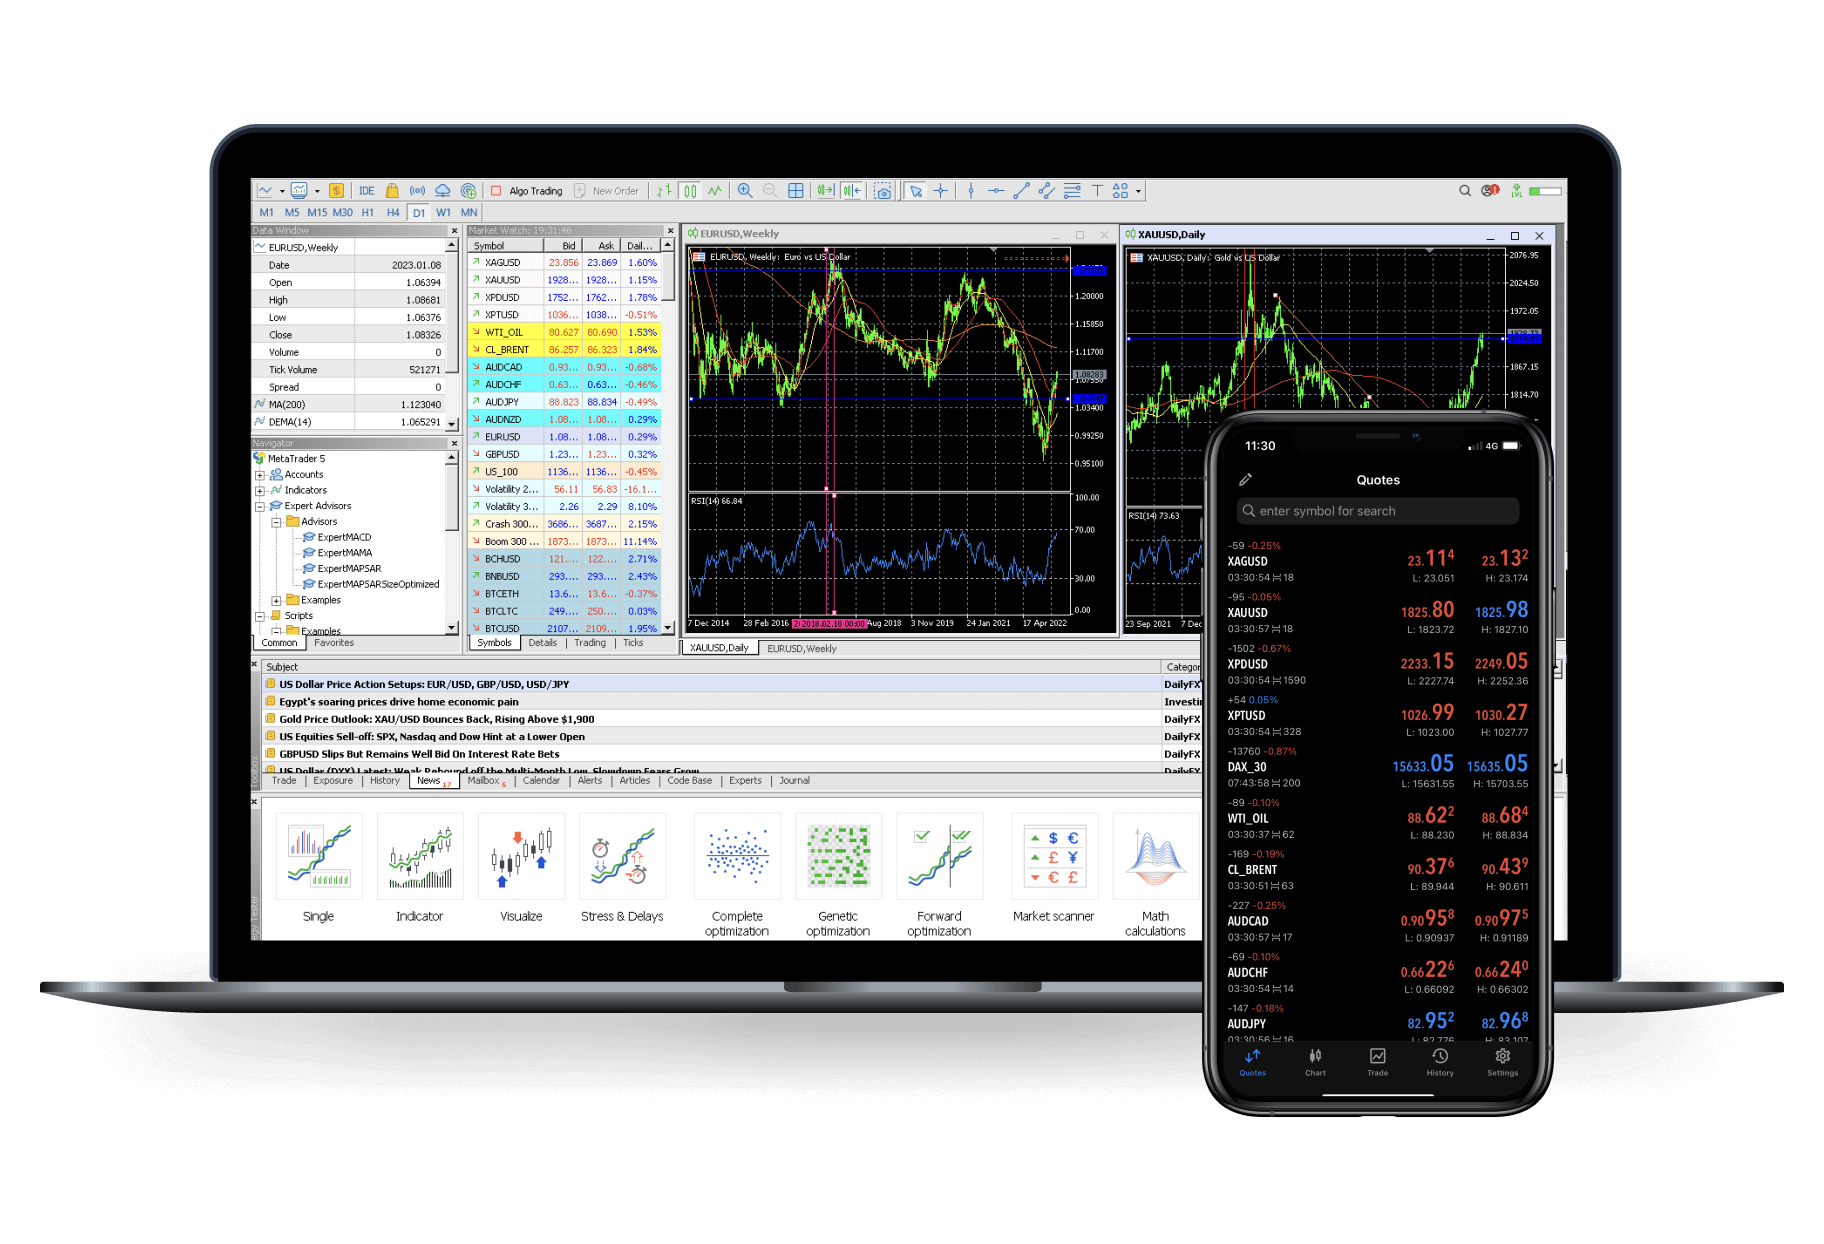 IDE
Algo Trading
New Order
LVL
M1 M5 M15 M30 H1 H4 D1 W1 MN
Data Window
EURUSD,Weekly
Date 2023.01.08
Open 1.06394
High 1.08681
Low 1.06376
Close 1.08326
Volume 0
Tick Volume 521271
Spread 0
MA(200) 1.123040
DEMA(14) 1.065291
Navigator
MetaTrader 5
Accounts
Indicators
Expert Advisors
Advisors
ExpertMACD
ExpertMAMA
ExpertMAPSAR
ExpertMAPSARSizeOptimized
Examples
Scripts
Examples
Common Favorites
Market Watch: 19:31:46
Symbol Bid Ask Dail...
XAGUSD 23.856 23.869 1.60%
XAUUSD 1928... 1928... 1.15%
XPDUSD 1752... 1762... 1.78%
XPTUSD 1036... 1038... -0.51%
WTI_OIL 80.627 80.690 1.53%
CL_BRENT 86.257 86.323 1.84%
AUDCAD 0.93... 0.93... -0.68%
AUDCHF 0.63... 0.63... -0.46%
AUDJPY 88.823 88.834 -0.49%
AUDNZD 1.08... 1.08... 0.29%
EURUSD 1.08... 1.08... 0.29%
GBPUSD 1.23... 1.23... 0.32%
US_100 1136... 1136... -0.45%
Volatility 2... 56.11 56.83 -16.1...
Volatility 3... 2.26 2.29 8.10%
Crash 300... 3686... 3687... 2.15%
Boom 300 ... 1873... 1873... 11.14%
BCHUSD 121.... 122.... 2.71%
BNBUSD 293.... 293.... 2.43%
BTCETH 13.6... 13.6... -0.37%
BTCLTC 249.... 250.... 0.03%
BTCUSD 2107... 2109... 1.95%
Symbols Details Trading Ticks
EURUSD,Weekly
EURUSD, Weekly: Euro vs US Dollar
1.20000
1.15850
1.11700
1.08283
1.07550
1.03400
0.99250
0.95100
RSI(14) 66.84
100.00
70.00
30.00
0.00
7 Dec 2014 28 Feb 2016 2018.02.18 00:00 Aug 2018 3 Nov 2019 24 Jan 2021 17 Apr 2022
XAUUSD,Daily
XAUUSD, Daily: Gold vs US Dollar
2076.95
2024.50
1972.05
1867.15
1814.70
RSI(14) 73.63
23 Sep 2021 7 Dec
XAUUSD,Daily EURUSD,Weekly
Subject Categor
US Dollar Price Action Setups: EUR/USD, GBP/USD, USD/JPY DailyFX
Egypt's soaring prices drive home economic pain Investin
Gold Price Outlook: XAU/USD Bounces Back, Rising Above $1,900 DailyFX
US Equities Sell-off: SPX, Nasdaq and Dow Hint at a Lower Open DailyFX
GBPUSD Slips But Remains Well Bid On Interest Rate Bets DailyFX
US Dollar (DXY) Latest: Weak Rebound off the Multi-Month Low, Slowdown Fears Grow DailyFX
Trade Exposure History News 17 Mailbox 6 Calendar Alerts Articles Code Base Experts Journal
Single
Indicator
Visualize
Stress & Delays
Complete
optimization
Genetic
optimization
Forward
optimization
Market scanner
Math
calculations
11:30 4G
Quotes
enter symbol for search
-59 -0.25%
XAGUSD 23.114 23.132
03:30:54 18 L: 23.051 H: 23.174
-95 -0.05%
XAUUSD 1825.80 1825.98
03:30:57 18 L: 1823.72 H: 1827.10
-1502 -0.67%
XPDUSD 2233.15 2249.05
03:30:54 1590 L: 2227.74 H: 2252.36
+54 0.05%
XPTUSD 1026.99 1030.27
03:30:54 328 L: 1023.00 H: 1027.77
-13760 -0.87%
DAX_30 15633.05 15635.05
07:43:58 200 L: 15631.55 H: 15703.55
-89 -0.10%
WTI_OIL 88.622 88.684
03:30:37 62 L: 88.230 H: 88.834
-169 -0.19%
CL_BRENT 90.376 90.439
03:30:51 63 L: 89.944 H: 90.611
-227 -0.25%
AUDCAD 0.90958 0.90975
03:30:57 17 L: 0.90937 H: 0.91189
-69 -0.10%
AUDCHF 0.66226 0.66240
03:30:54 14 L: 0.66092 H: 0.66302
-147 -0.18%
AUDJPY 82.952 82.968
03:30:56 16 L: 82.776 H: 83.107
Quotes Chart Trade History Settings